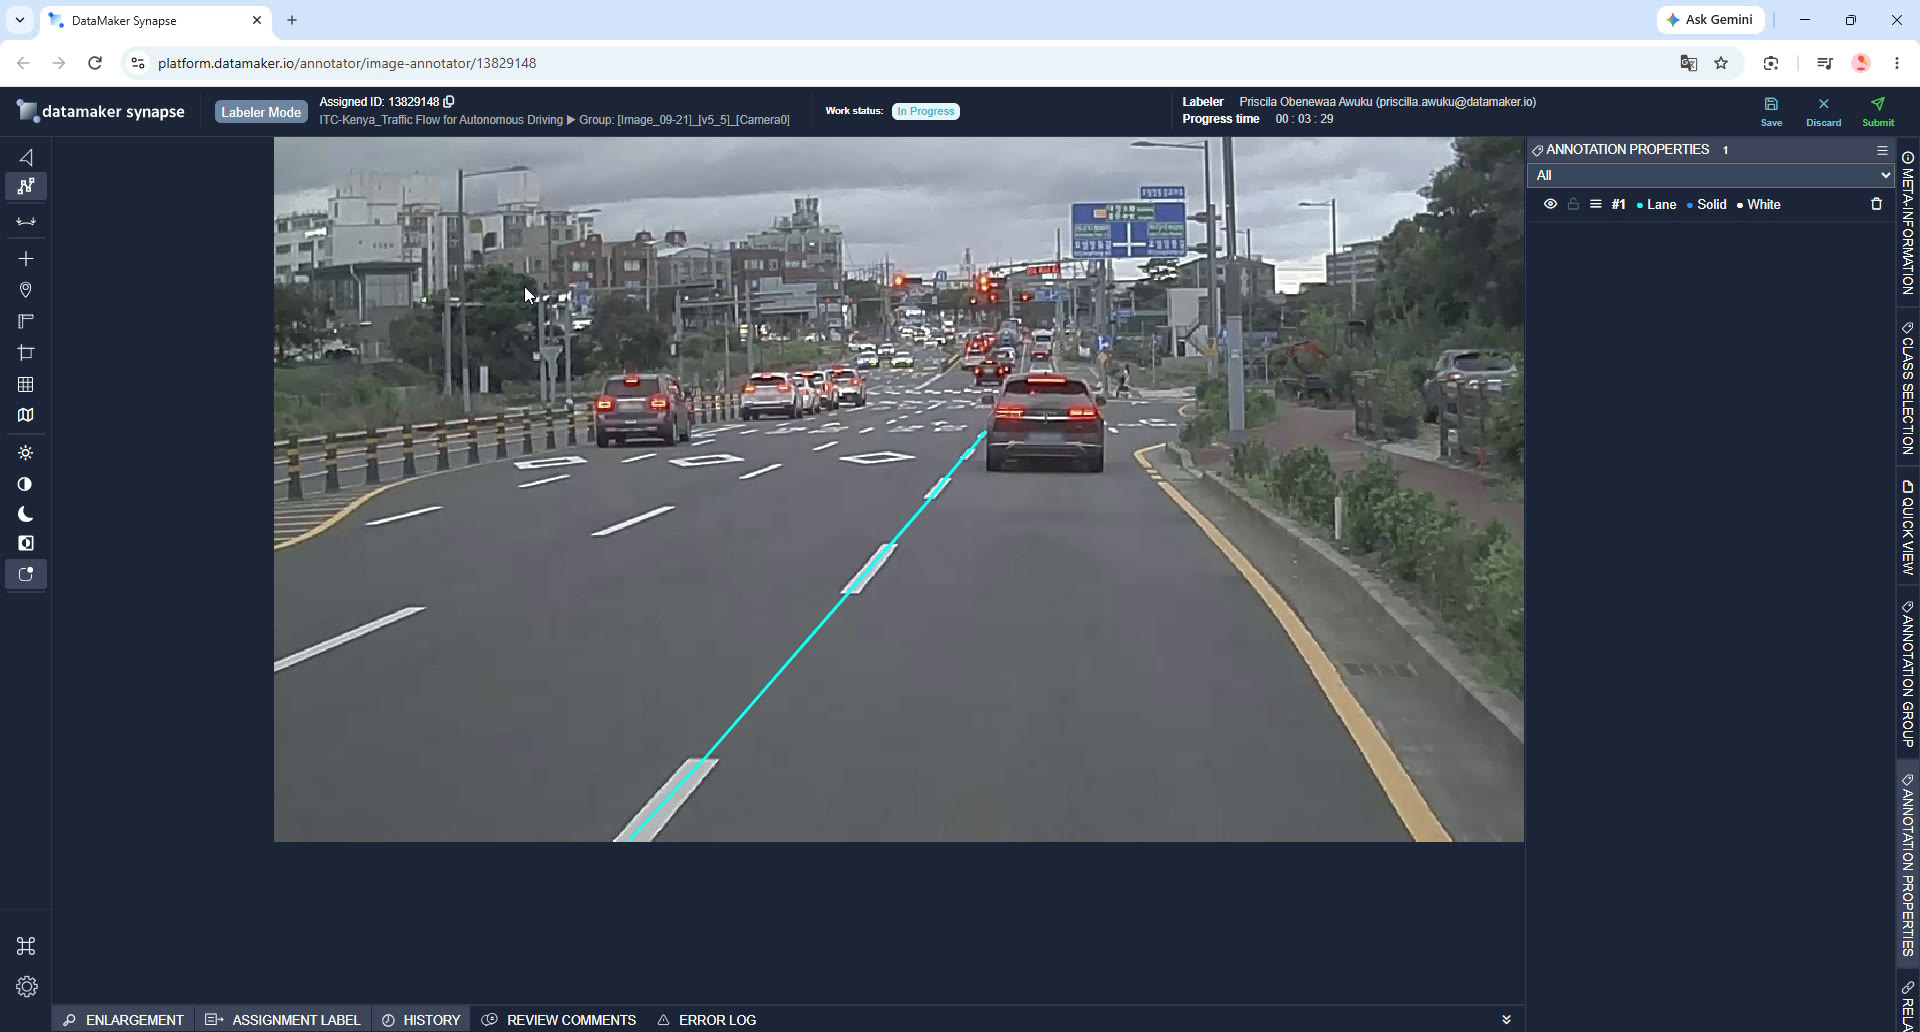 DataMaker Synapse
Ask Gemini
platform.datamaker.io/annotator/image-annotator/13829148
datamaker synapse
Labeler Mode
Assigned ID: 13829148
ITC-Kenya_Traffic Flow for Autonomous Driving ▶ Group: [Image_09-21]_[v5_5]_[Camera0]
Work status: In Progress
Labeler Priscila Obenewaa Awuku (priscilla.awuku@datamaker.io)
Progress time 00 : 03 : 29
Save
Discard
Submit
ANNOTATION PROPERTIES 1
All
#1 Lane Solid White
META-INFORMATION
CLASS SELECTION
QUICK VIEW
ANNOTATION GROUP
ANNOTATION PROPERTIES
RELA
ENLARGEMENT
ASSIGNMENT LABEL
HISTORY
REVIEW COMMENTS
ERROR LOG